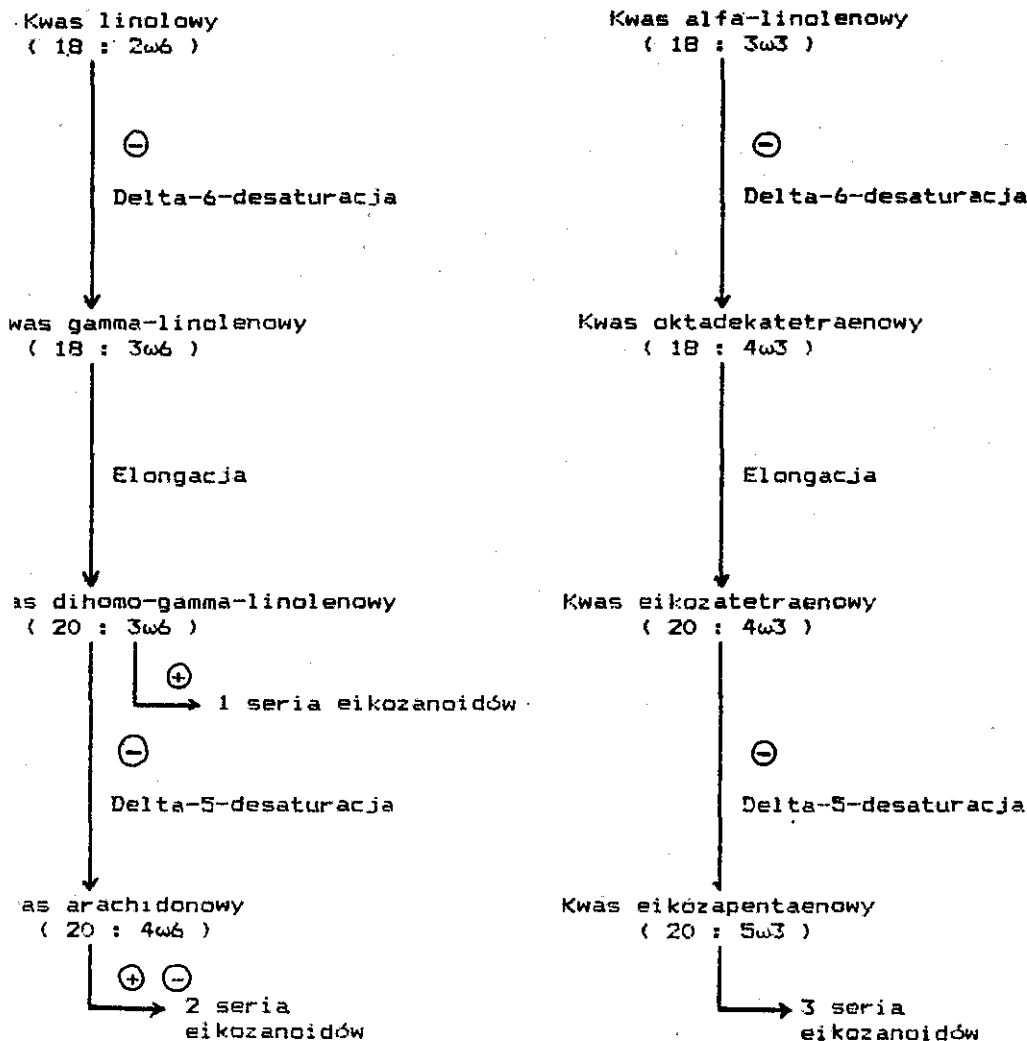 Kwas linolowy
( 18 : 2ω6 )
⊖
Delta-6-desaturacja
was gamma-linolenowy
( 18 : 3ω6 )
Elongacja
as dihomo-gamma-linolenowy
( 20 : 3ω6 )
⊕
1 seria eikozanoidów
⊖
Delta-5-desaturacja
as arachidonowy
( 20 : 4ω6 )
⊕ ⊖
2 seria
eikozanoidów
Kwas alfa-linolenowy
( 18 : 3ω3 )
⊖
Delta-6-desaturacja
Kwas oktadekatetraenowy
( 18 : 4ω3 )
Elongacja
Kwas eikozatetraenowy
( 20 : 4ω3 )
⊖
Delta-5-desaturacja
Kwas eikozapentaenowy
( 20 : 5ω3 )
3 seria
eikozanoidów